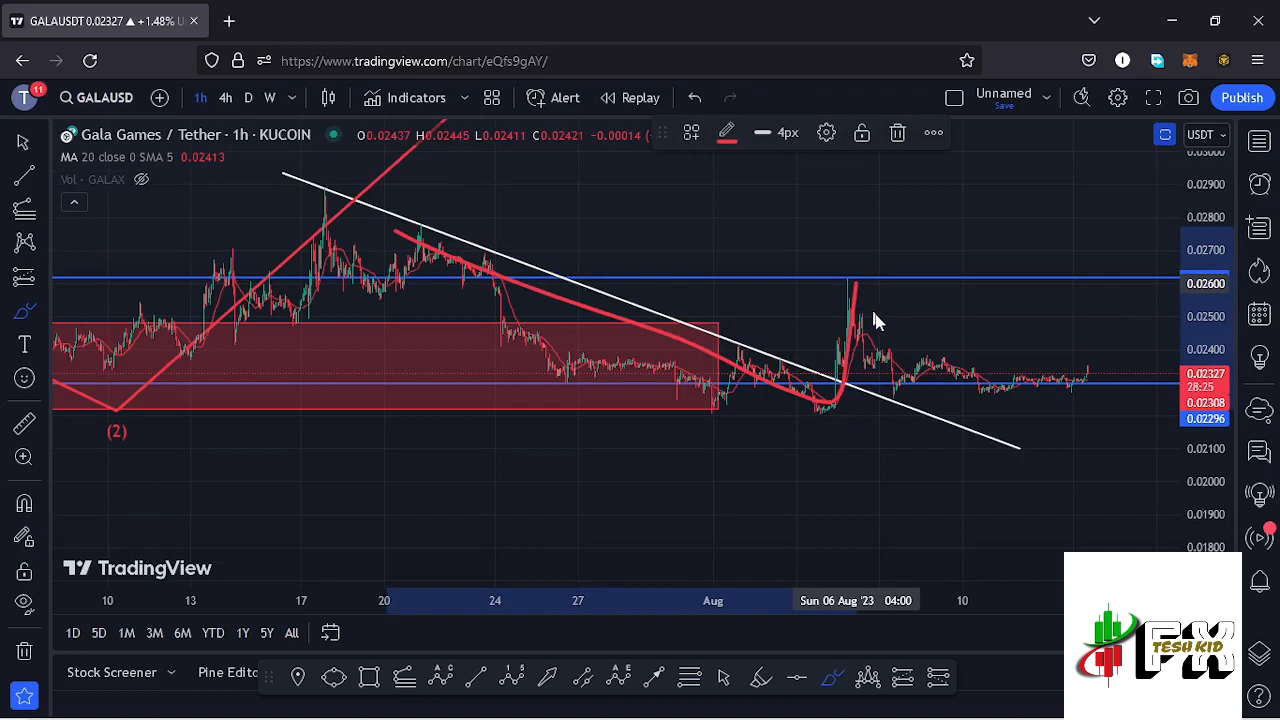 GALAUSDT 0.02327 ▲ +1.48% U
https://www.tradingview.com/chart/eQfs9gAY/
11
T
GALAUSD
1h
4h
D
W
Indicators
Alert
Replay
Unnamed
Save
Publish
Gala Games / Tether · 1h · KUCOIN
O0.02437 H0.02445 L0.02411 C0.02421 -0.00014
4px
USDT
MA 20 close 0 SMA 5 0.02413
Vol · GALAX
0.03000
0.02900
0.02800
0.02700
0.02600
0.02500
0.02400
0.02327
28:25
0.02308
0.02296
0.02100
0.02000
0.01900
0.01800
(2)
TradingView
10
13
17
20
24
27
Aug
Sun 06 Aug '23 04:00
10
1D
5D
1M
3M
6M
YTD
1Y
5Y
All
Stock Screener
Pine Edito
FX
TESH KID